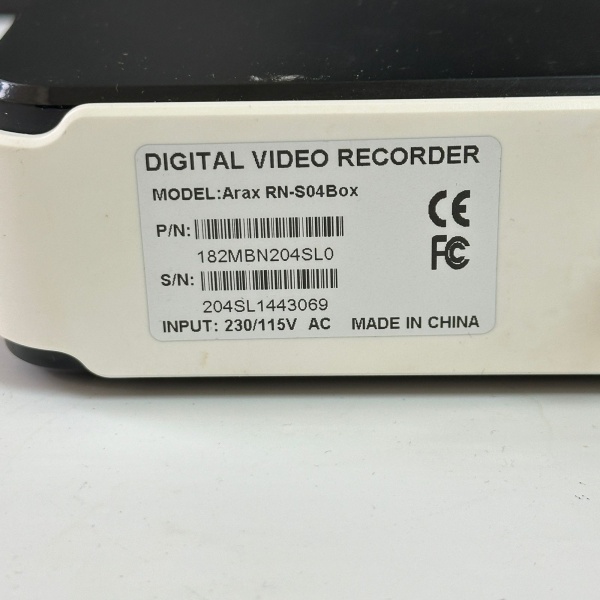 DIGITAL VIDEO RECORDER
MODEL:Arax RN-S04Box
P/N:
182MBN204SL0
S/N:
204SL1443069
INPUT: 230/115V AC MADE IN CHINA
CE
FC